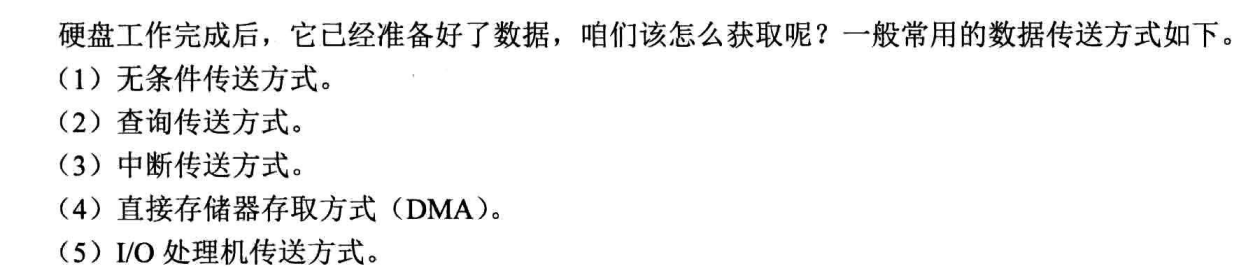 硬盘工作完成后，它已经准备好了数据，咱们该怎么获取呢？一般常用的数据传送方式如下。
（1）无条件传送方式。
（2）查询传送方式。
（3）中断传送方式。
（4）直接存储器存取方式（DMA）。
（5）I/O 处理机传送方式。